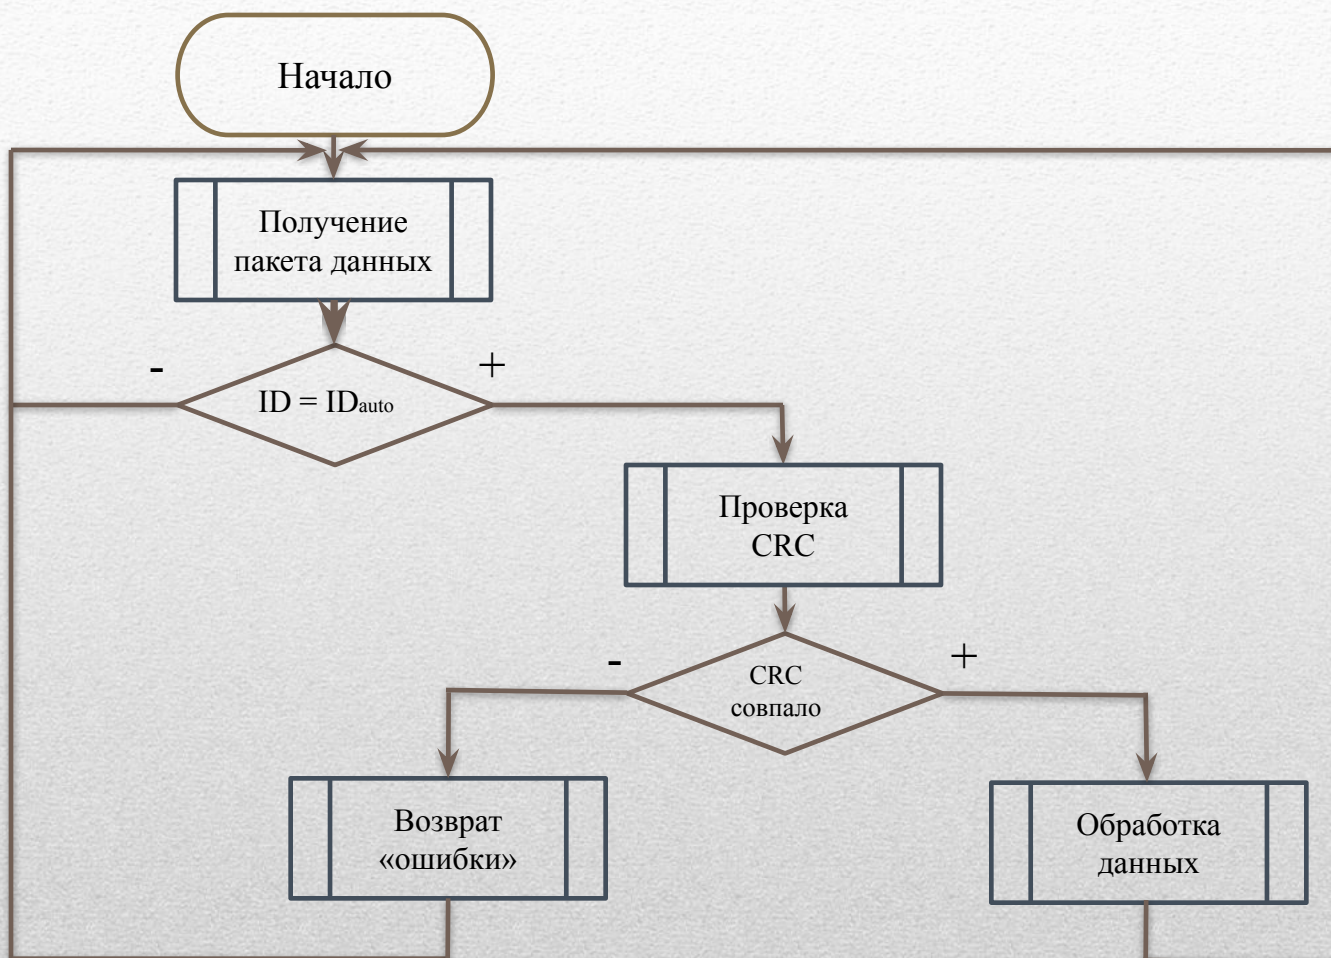 Начало
Получение
пакета данных
-
+
ID = IDauto
Проверка
CRC
-
+
CRC
совпало
Возврат
«ошибки»
Обработка
данных